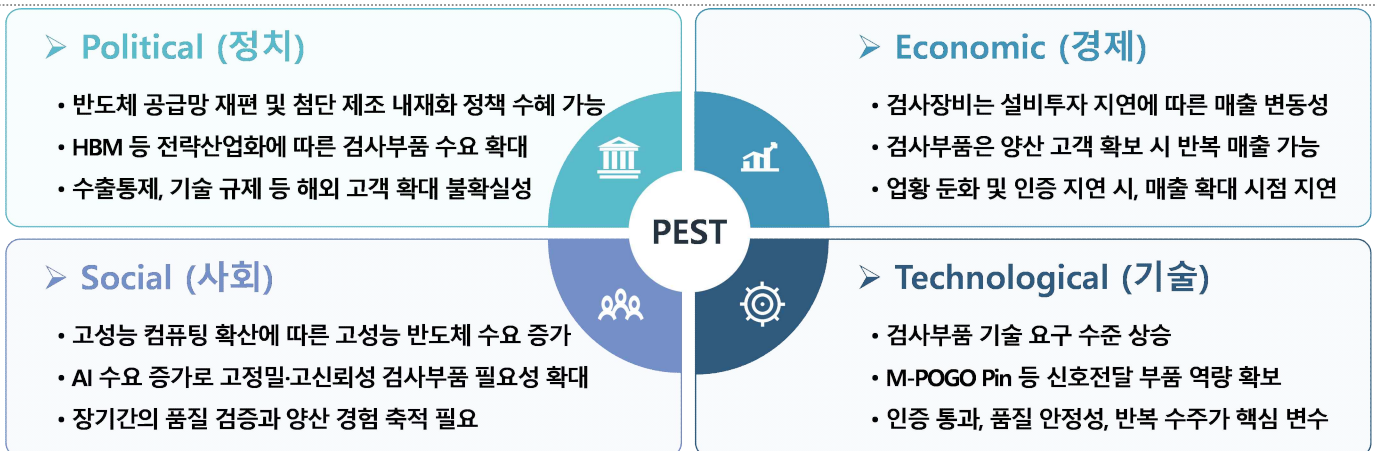 ➢ Political (정치)
• 반도체 공급망 재편 및 첨단 제조 내재화 정책 수혜 가능
• HBM 등 전략산업화에 따른 검사부품 수요 확대
• 수출통제, 기술 규제 등 해외 고객 확대 불확실성
➢ Economic (경제)
• 검사장비는 설비투자 지연에 따른 매출 변동성
• 검사부품은 양산 고객 확보 시 반복 매출 가능
• 업황 둔화 및 인증 지연 시, 매출 확대 시점 지연
PEST
➢ Social (사회)
• 고성능 컴퓨팅 확산에 따른 고성능 반도체 수요 증가
• AI 수요 증가로 고정밀·고신뢰성 검사부품 필요성 확대
• 장기간의 품질 검증과 양산 경험 축적 필요
➢ Technological (기술)
• 검사부품 기술 요구 수준 상승
• M-POGO Pin 등 신호전달 부품 역량 확보
• 인증 통과, 품질 안정성, 반복 수주가 핵심 변수